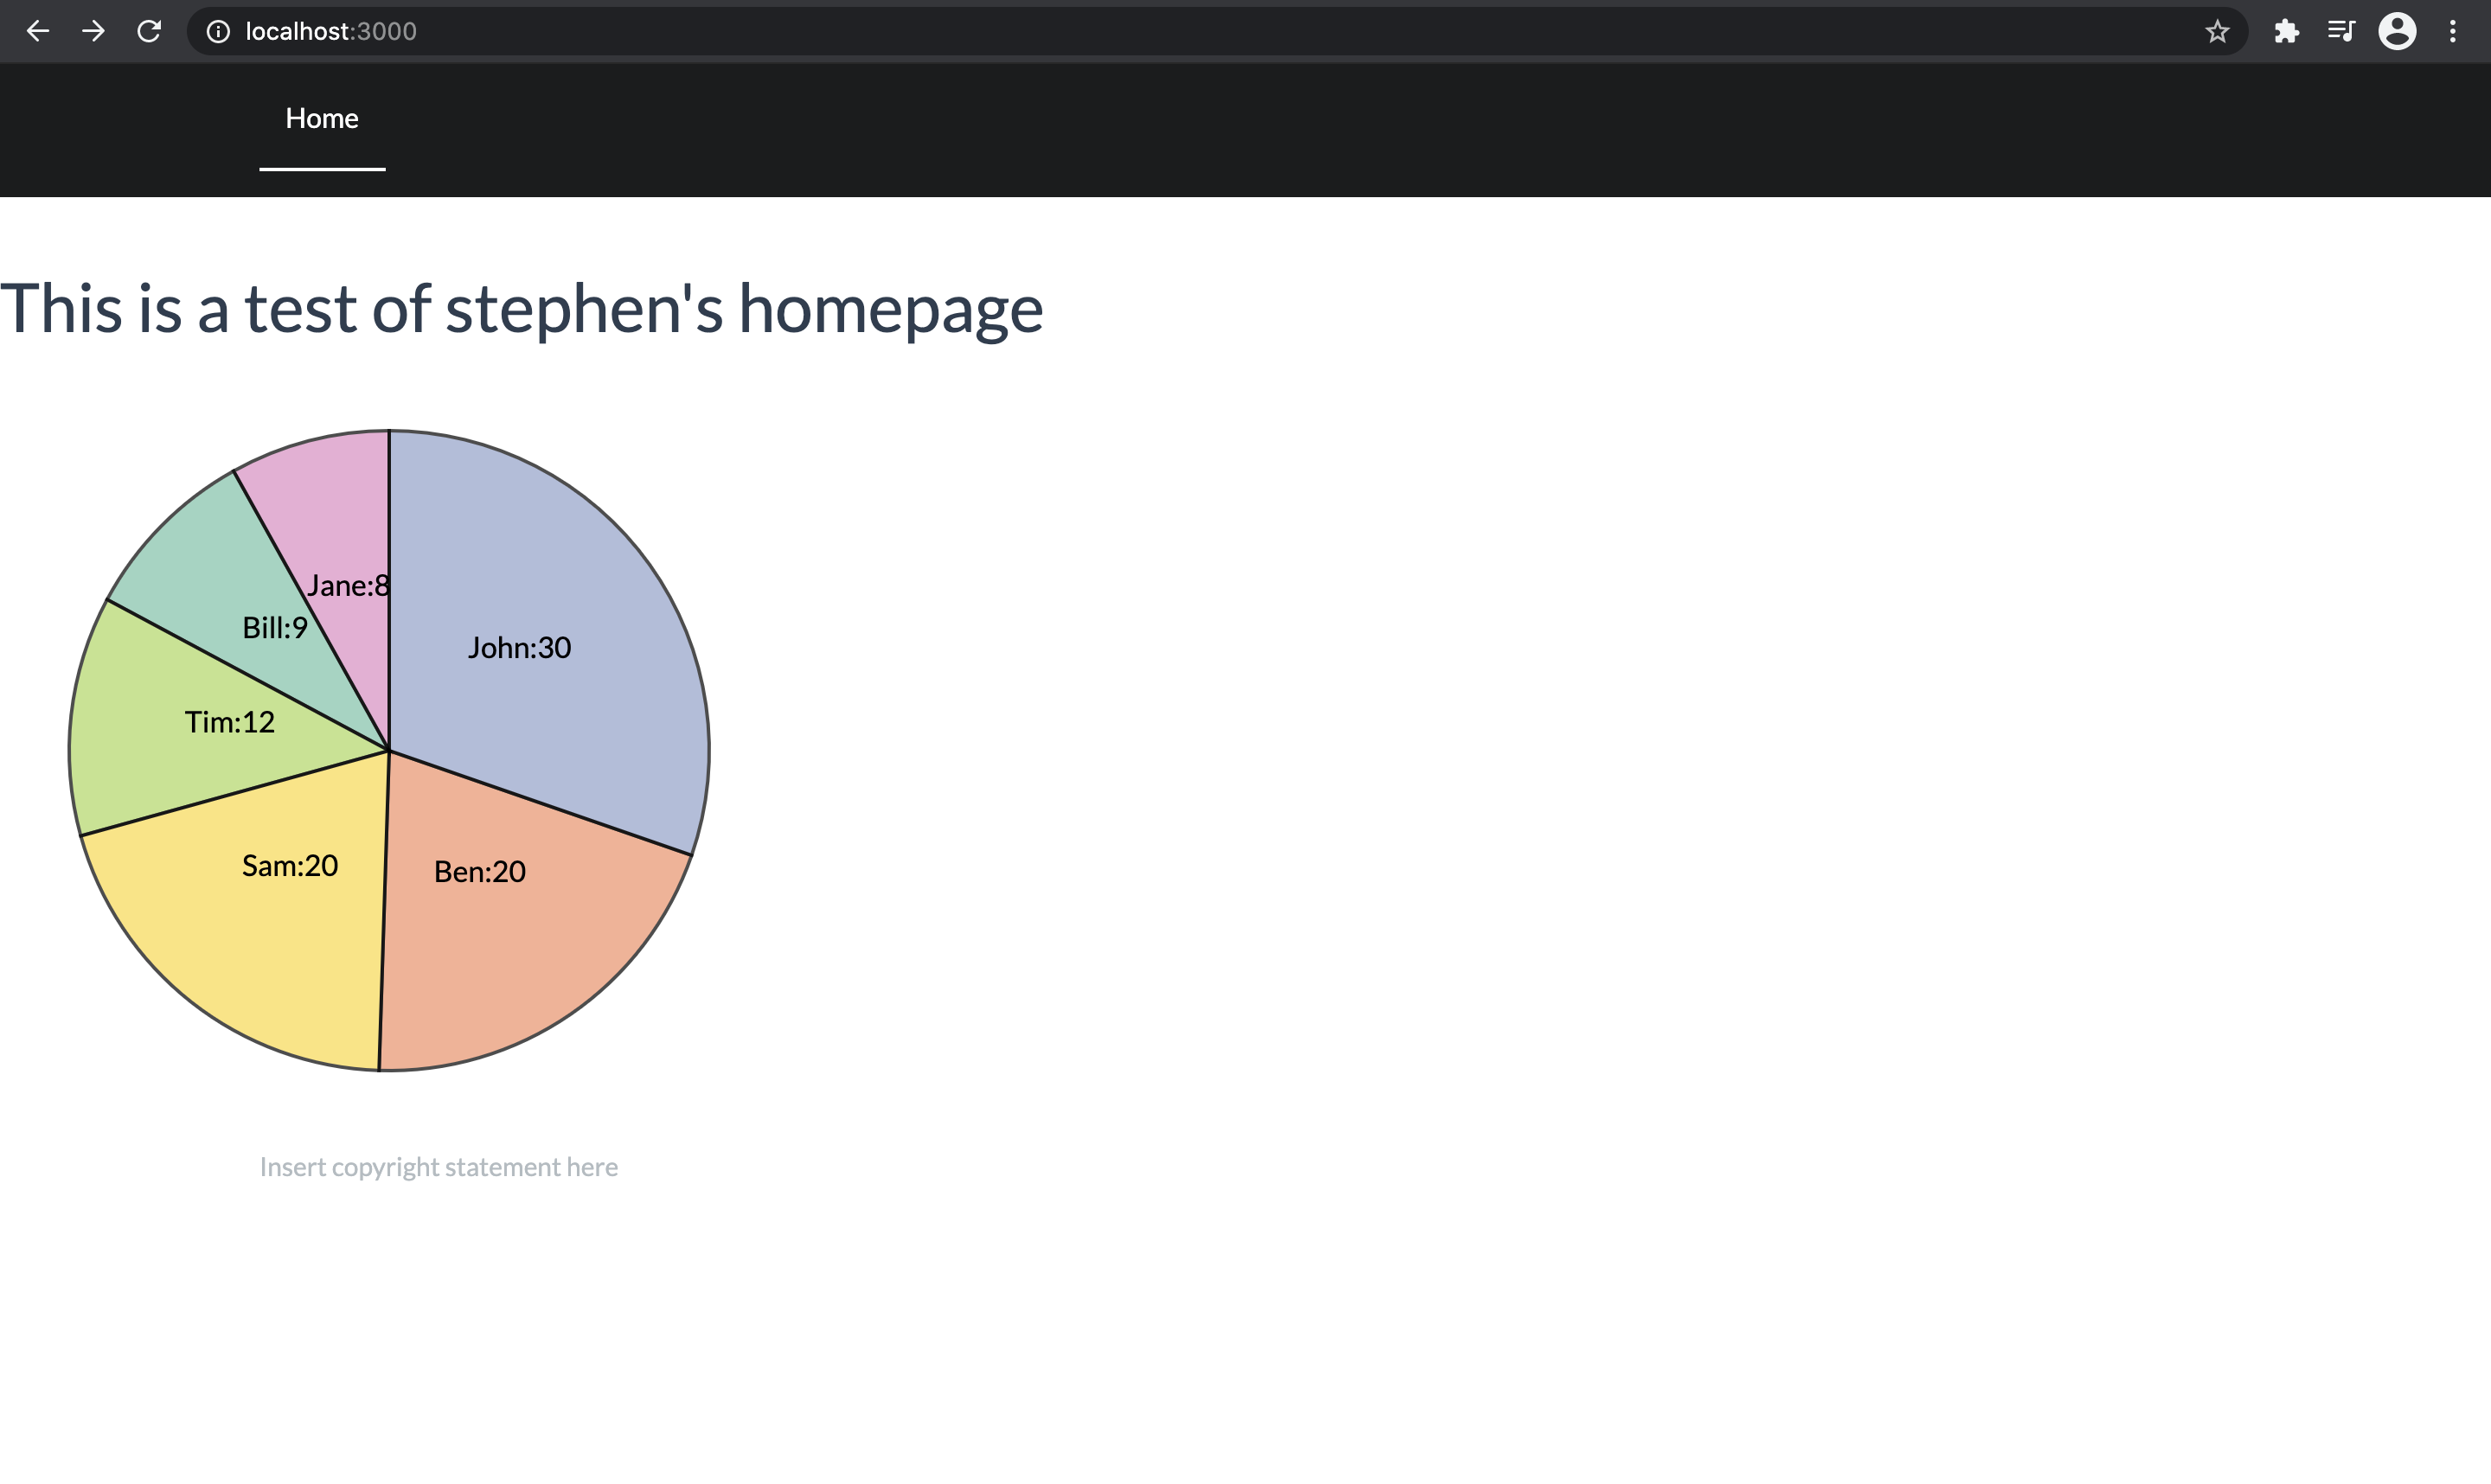 localhost:3000
Home
This is a test of stephen's homepage
Jane:8
Bill:9
John:30
Tim:12
Sam:20
Ben:20
Insert copyright statement here